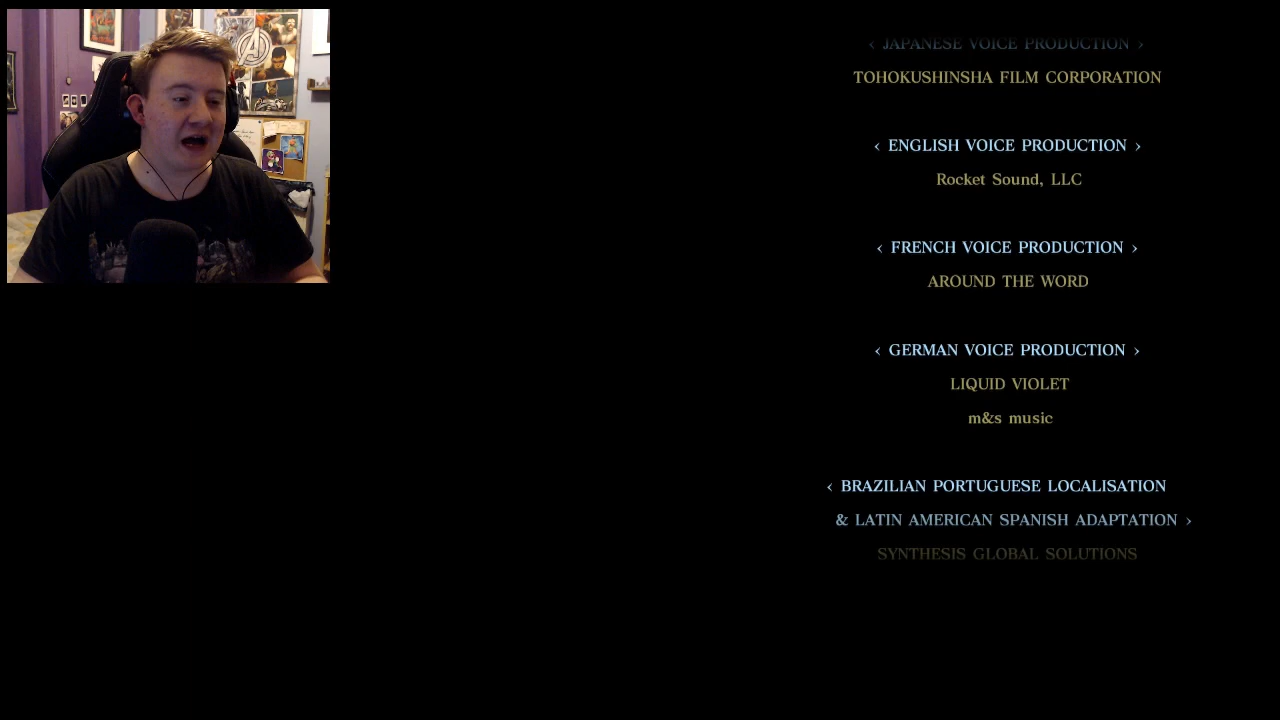 ‹ JAPANESE VOICE PRODUCTION ›
TOHOKUSHINSHA FILM CORPORATION
‹ ENGLISH VOICE PRODUCTION ›
Rocket Sound, LLC
‹ FRENCH VOICE PRODUCTION ›
AROUND THE WORD
‹ GERMAN VOICE PRODUCTION ›
LIQUID VIOLET
m&s music
‹ BRAZILIAN PORTUGUESE LOCALISATION
& LATIN AMERICAN SPANISH ADAPTATION ›
SYNTHESIS GLOBAL SOLUTIONS